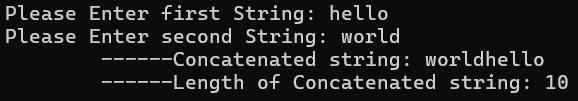 Please Enter first String: hello
Please Enter second String: world
        ------Concatenated string: worldhello
        ------Length of Concatenated string: 10